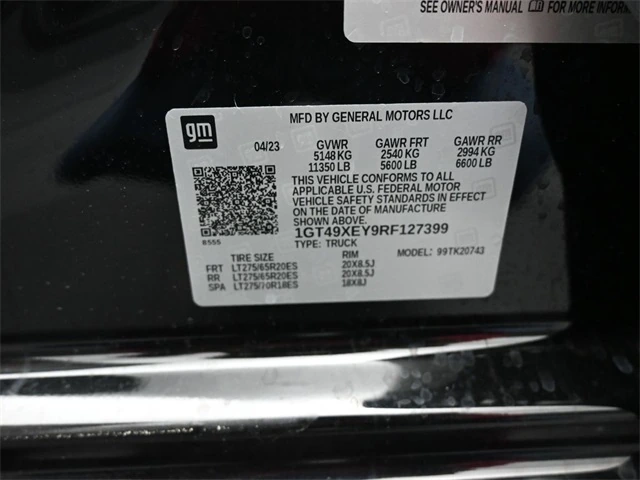 SEE OWNER'S MANUAL FOR MORE
gm
MFD BY GENERAL MOTORS LLC
04/23 GVWR GAWR FRT GAWR RR
5148 KG 2540 KG 2994 KG
11350 LB 5600 LB 6600 LB
THIS VEHICLE CONFORMS TO ALL
APPLICABLE U.S. FEDERAL MOTOR
VEHICLE SAFETY STANDARDS IN EFFECT
ON THE DATE OF MANUFACTURE
SHOWN ABOVE.
1GT49XEY9RF127399
TYPE: TRUCK MODEL: 99TK20743
TIRE SIZE RIM
FRT LT275/65R20ES 20X8.5J
RR LT275/65R20ES 20X8.5J
SPA LT275/70R18ES 18X8J